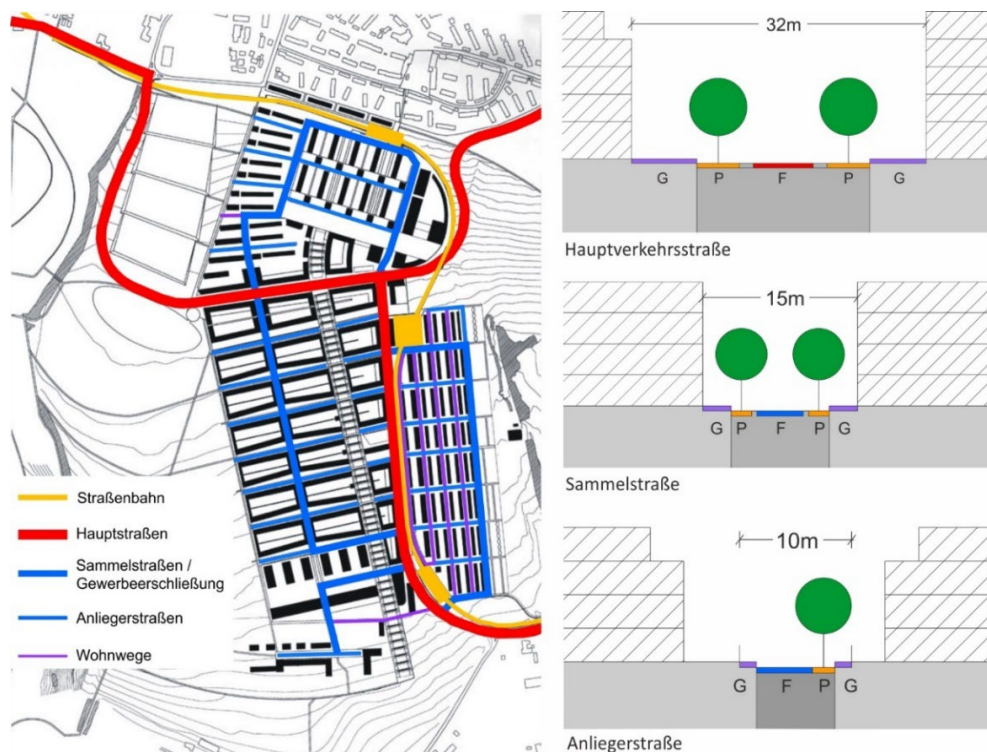 Straßenbahn
Hauptstraßen
Sammelstraßen /
Gewerbeerschließung
Anliegerstraßen
Wohnwege
32m
G P F P G
Hauptverkehrsstraße
15m
G P F P G
Sammelstraße
10m
G F P G
Anliegerstraße